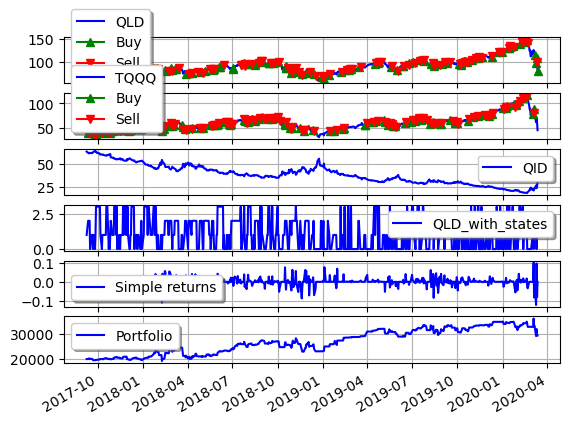 QLD
Buy
Sell
150
100
TQQQ
Buy
Sell
100
50
QID
50
25
QLD_with_states
2.5
0.0
Simple returns
0.1
0.0
−0.1
Portfolio
30000
20000
2017-10
2018-01
2018-04
2018-07
2018-10
2019-01
2019-04
2019-07
2019-10
2020-01
2020-04